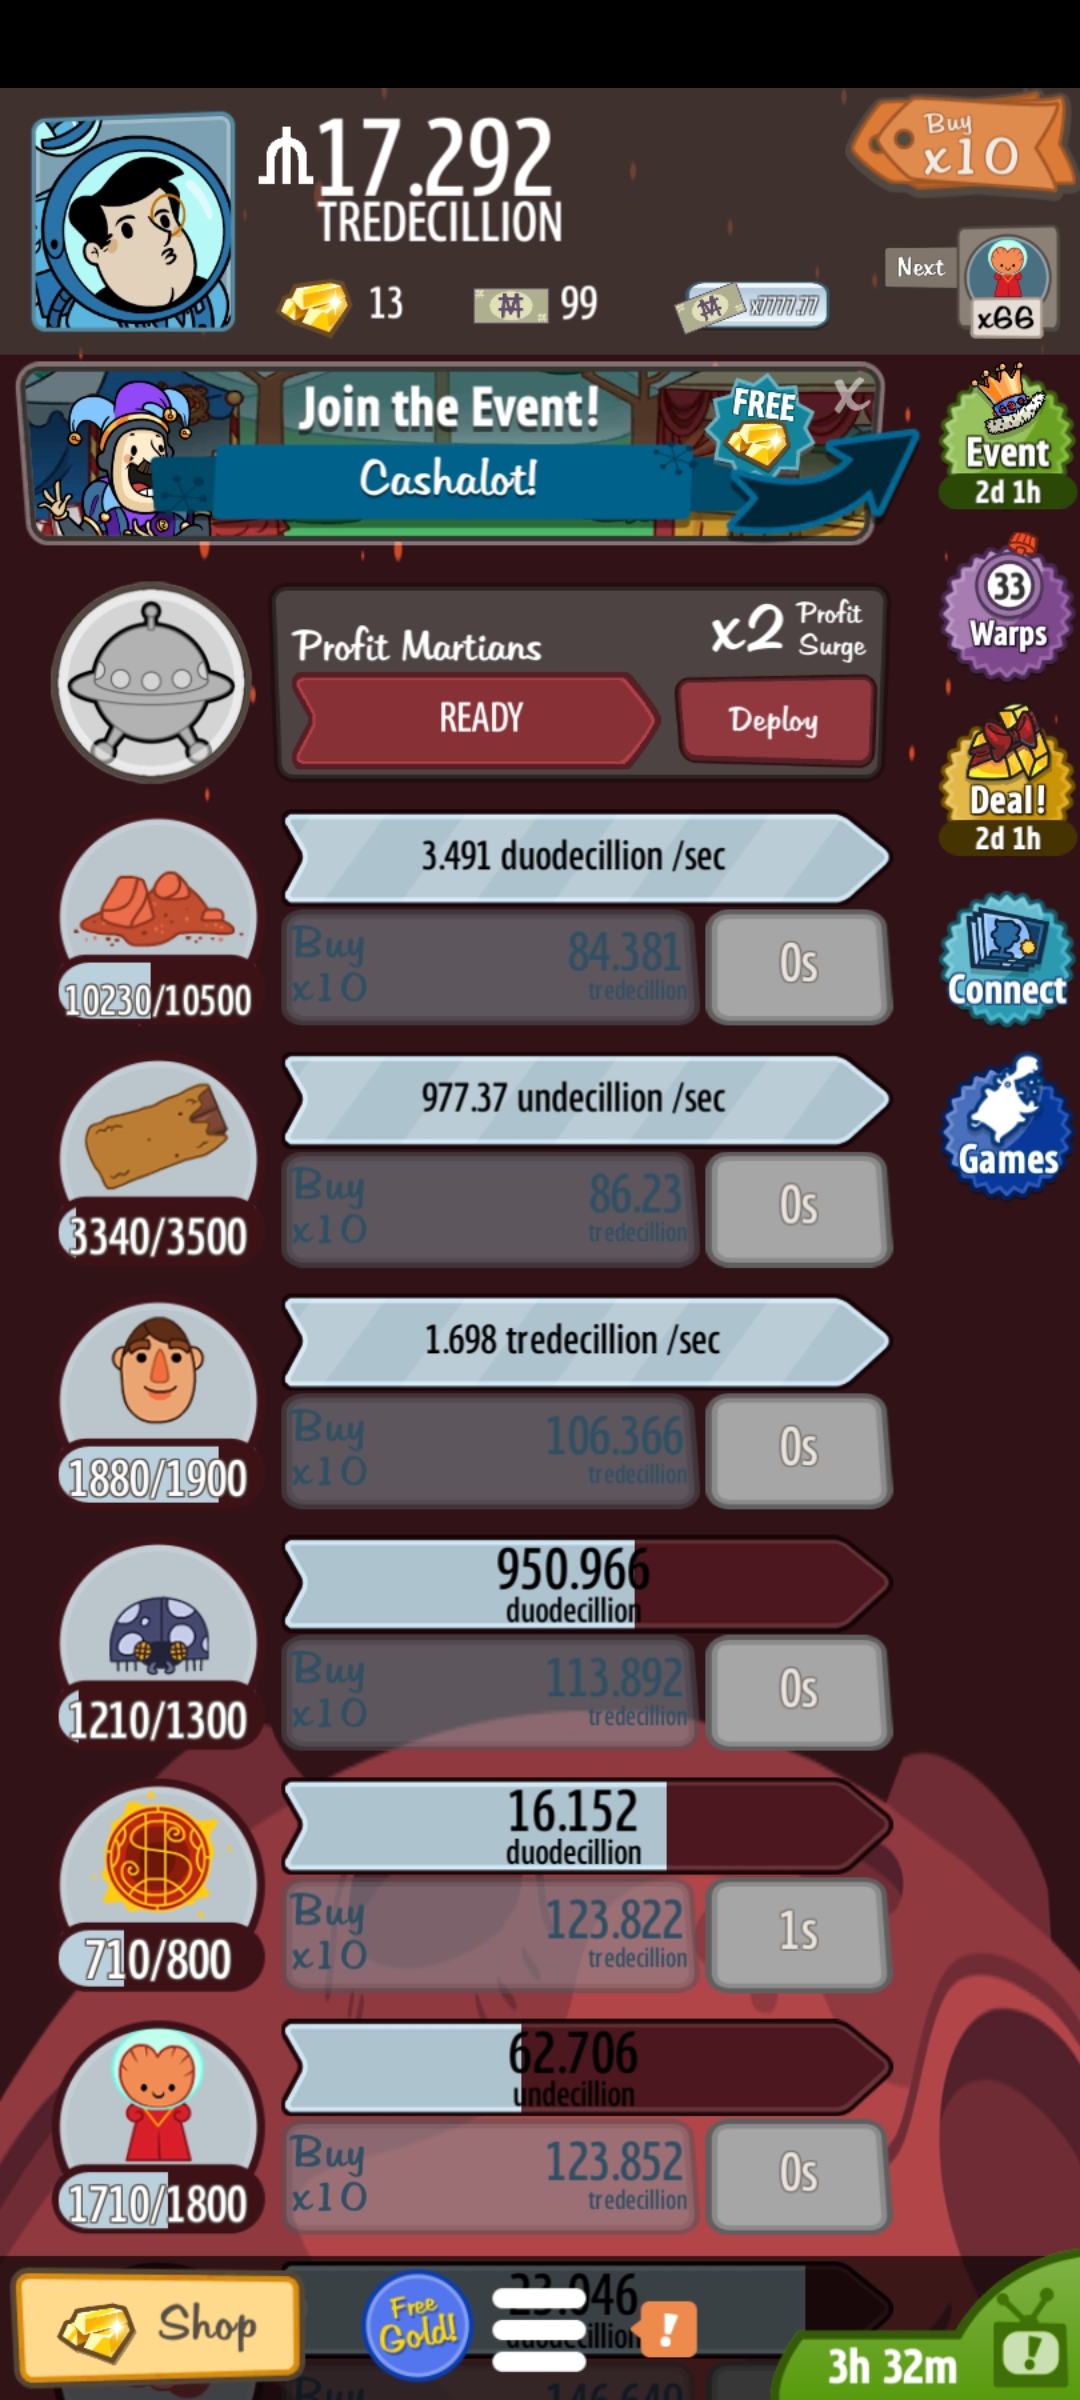 17.292
TREDECILLION
Buy
x10
13
99
x7777.77
Next
x66
Join the Event!
Cashalot!
FREE
X
Event
2d 1h
33
Warps
Profit Martians
x2 Profit
Surge
READY
Deploy
Deal!
2d 1h
3.491 duodecillion /sec
Buy
x10
84.381
tredecillion
0s
10230/10500
Connect
977.37 undecillion /sec
Buy
x10
86.23
tredecillion
0s
3340/3500
Games
1.698 tredecillion /sec
Buy
x10
106.366
tredecillion
0s
1880/1900
950.966
duodecillion
Buy
x10
113.892
tredecillion
0s
1210/1300
16.152
duodecillion
Buy
x10
123.822
tredecillion
1s
710/800
62.706
undecillion
Buy
x10
123.852
tredecillion
0s
1710/1800
Shop
Free
Gold!
!
3h 32m
!